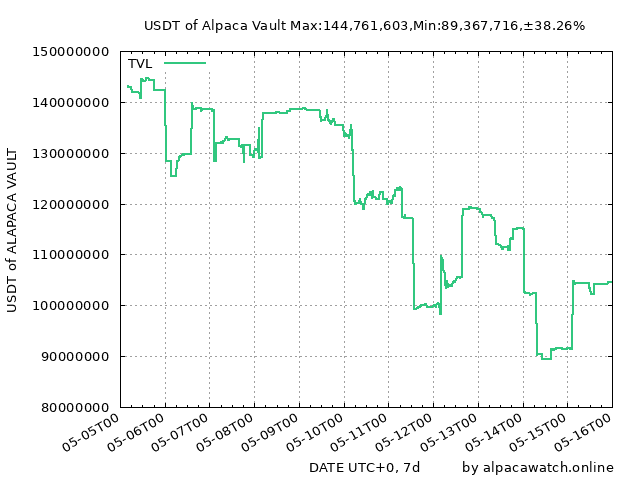 USDT of Alpaca Vault Max:144,761,603,Min:89,367,716,±38.26%
TVL
USDT of ALAPACA VAULT
150000000
140000000
130000000
120000000
110000000
100000000
90000000
80000000
05-05T00
05-06T00
05-07T00
05-08T00
05-09T00
05-10T00
05-11T00
05-12T00
05-13T00
05-14T00
05-15T00
05-16T00
DATE UTC+0, 7d
by alpacawatch.online